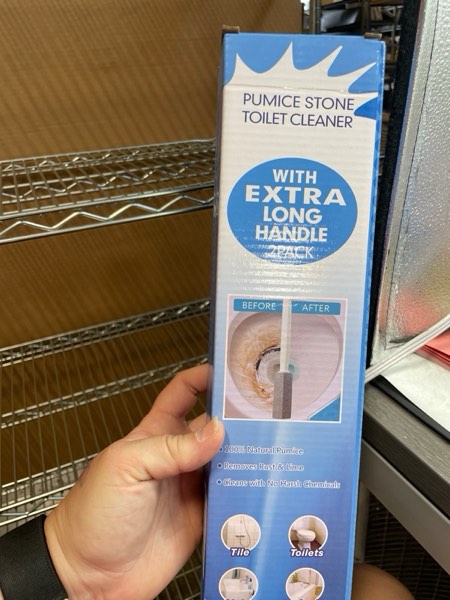 PUMICE STONE
TOILET CLEANER
WITH
EXTRA
LONG
HANDLE
2PACK
BEFORE
AFTER
• 100% Natural Pumice
• Removes Rust & Lime
• Cleans with No Harsh Chemicals
Tile
Toilets